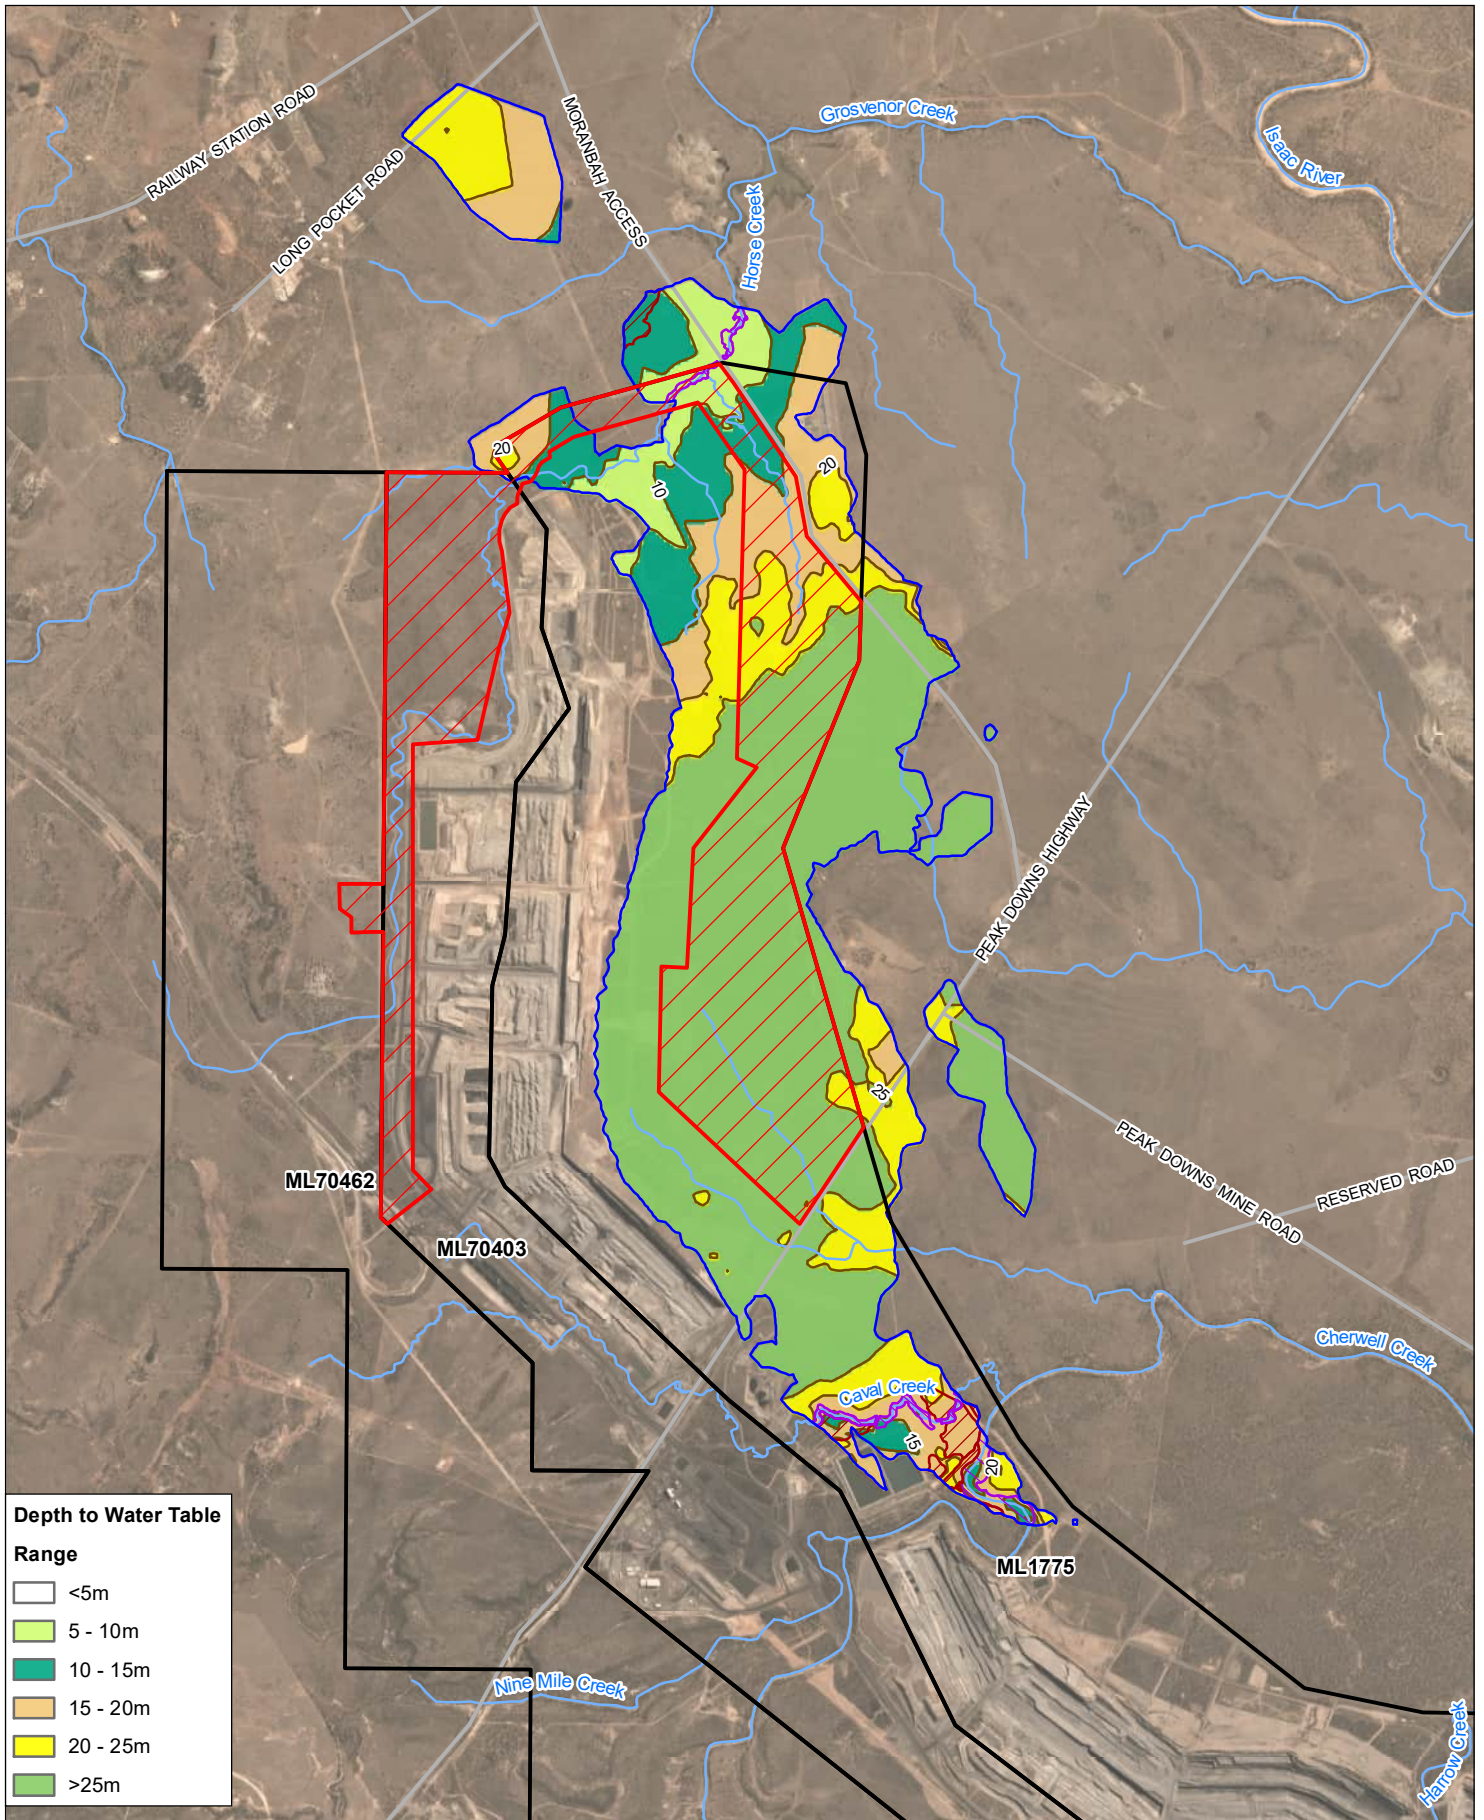 RAILWAY STATION ROAD
LONG POCKET ROAD
MORANBAH ACCESS
Grosvenor Creek
Isaac River
Horse Creek
20
20
10
PEAK DOWNS HIGHWAY
25
PEAK DOWNS MINE ROAD
RESERVED ROAD
ML70462
ML70403
Cherwell Creek
Caval Creek
15
20
ML1775
Nine Mile Creek
Harrow Creek
Depth to Water Table
Range
<5m
5 - 10m
10 - 15m
15 - 20m
20 - 25m
>25m